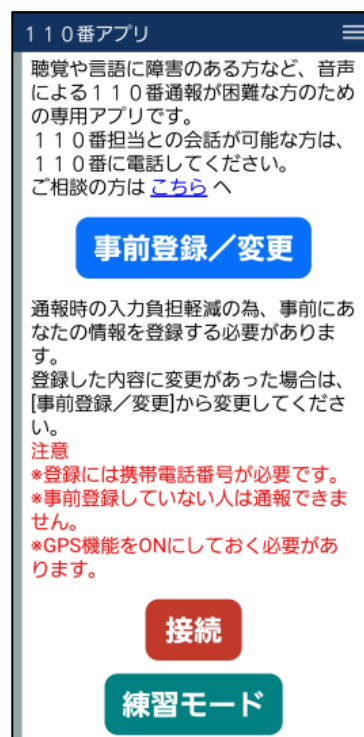 １１０番アプリ
聴覚や言語に障害のある方など、音声
による１１０番通報が困難な方のため
の専用アプリです。
１１０番担当との会話が可能な方は、
１１０番に電話してください。
ご相談の方は こちら へ
事前登録／変更
通報時の入力負担軽減の為、事前にあ
なたの情報を登録する必要がありま
す。
登録した内容に変更があった場合は、
[事前登録／変更]から変更してくださ
い。
注意
※登録には携帯電話番号が必要です。
※事前登録していない人は通報できま
せん。
※GPS機能をONにしておく必要があ
ります。
接続
練習モード